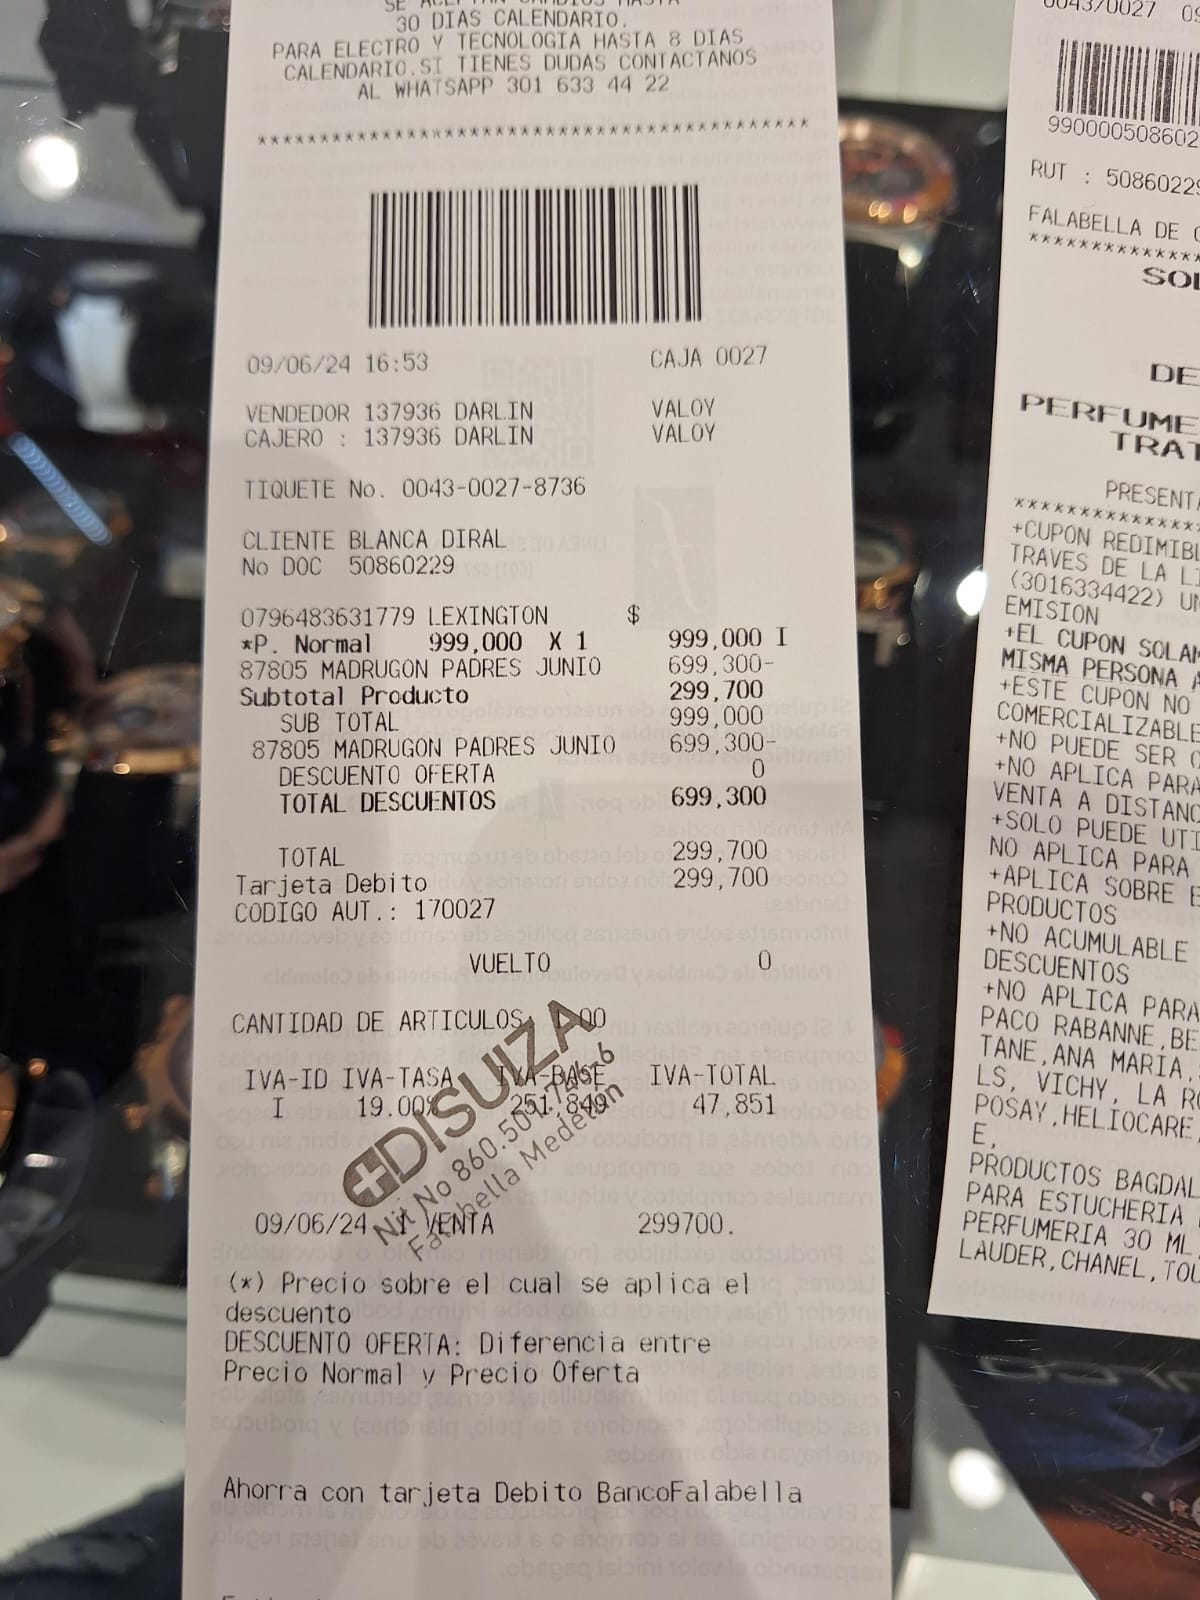 30 DIAS CALENDARIO.
PARA ELECTRO Y TECNOLOGIA HASTA 8 DIAS
CALENDARIO.SI TIENES DUDAS CONTACTANOS
AL WHATSAPP 301 633 44 22
******************************************
09/06/24 16:53 CAJA 0027
VENDEDOR 137936 DARLIN VALOY
CAJERO : 137936 DARLIN VALOY
TIQUETE No. 0043-0027-8736
CLIENTE BLANCA DIRAL
No DOC 50860229
0796483631779 LEXINGTON $
*P. Normal 999,000 X 1 999,000 I
87805 MADRUGON PADRES JUNIO 699,300-
Subtotal Producto 299,700
SUB TOTAL 999,000
87805 MADRUGON PADRES JUNIO 699,300-
DESCUENTO OFERTA 0
TOTAL DESCUENTOS 699,300
TOTAL 299,700
Tarjeta Debito 299,700
CODIGO AUT.: 170027
VUELTO 0
CANTIDAD DE ARTICULOS
IVA-ID IVA-TASA IVA-BASE IVA-TOTAL
I 19.00% 251,849 47,851
DISUIZA
Nit No
Falabella Medellin
09/06/24 1 VENTA 299700.
(*) Precio sobre el cual se aplica el
descuento
DESCUENTO OFERTA: Diferencia entre
Precio Normal y Precio Oferta
Ahorra con tarjeta Debito BancoFalabella
0043/0027
990000508602
RUT : 5086022
FALABELLA DE
PERFUME
+CUPON
TRAVES DE LA
(3016334422)
EMISION
+EL CUPON
MISMA PERSONA
+ESTE CUPON NO
COMERCIALIZABLE
+NO PUEDE SER
+NO APLICA PARA
VENTA A
+SOLO PUEDE
NO APLICA PARA
+APLICA SOBRE
PRODUCTOS
+NO ACUMULABLE
DESCUENTOS
+NO APLICA PARA
PACO RABANNE,BE
TANE,ANA MARIA,
LS, VICHY, LA
POSAY,HELIOCARE,
E,
PRODUCTOS
PARA ESTUCHERIA
PERFUMERIA 30 ML
LAUDER,CHANEL,